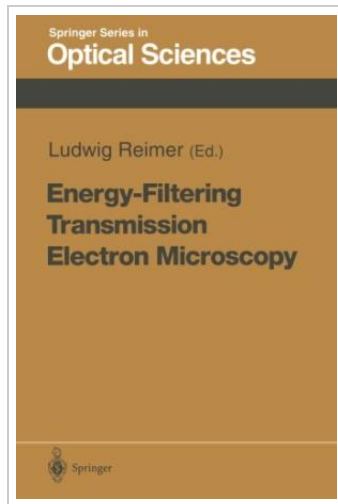 Springer Series in
Optical Sciences
Ludwig Reimer (Ed.)
Energy-Filtering
Transmission
Electron Microscopy
Springer